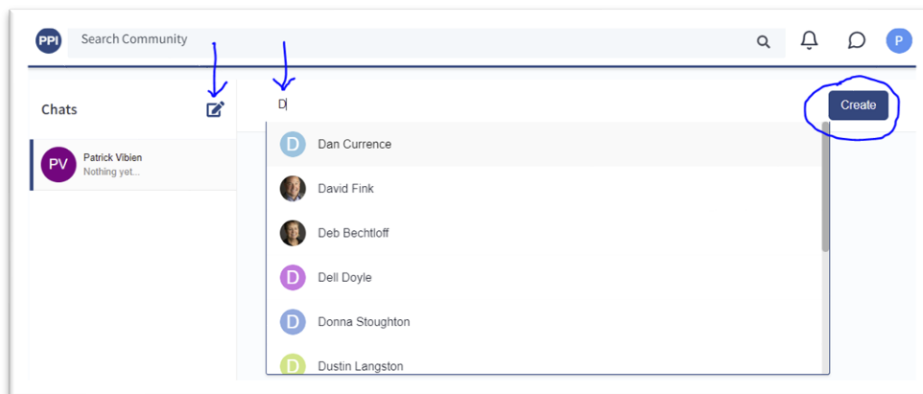 PPI Search Community P
Chats D Create
PV Patrick Vibien
Nothing yet...
D Dan Currence
David Fink
Deb Bechtloff
D Dell Doyle
D Donna Stoughton
D Dustin Langston